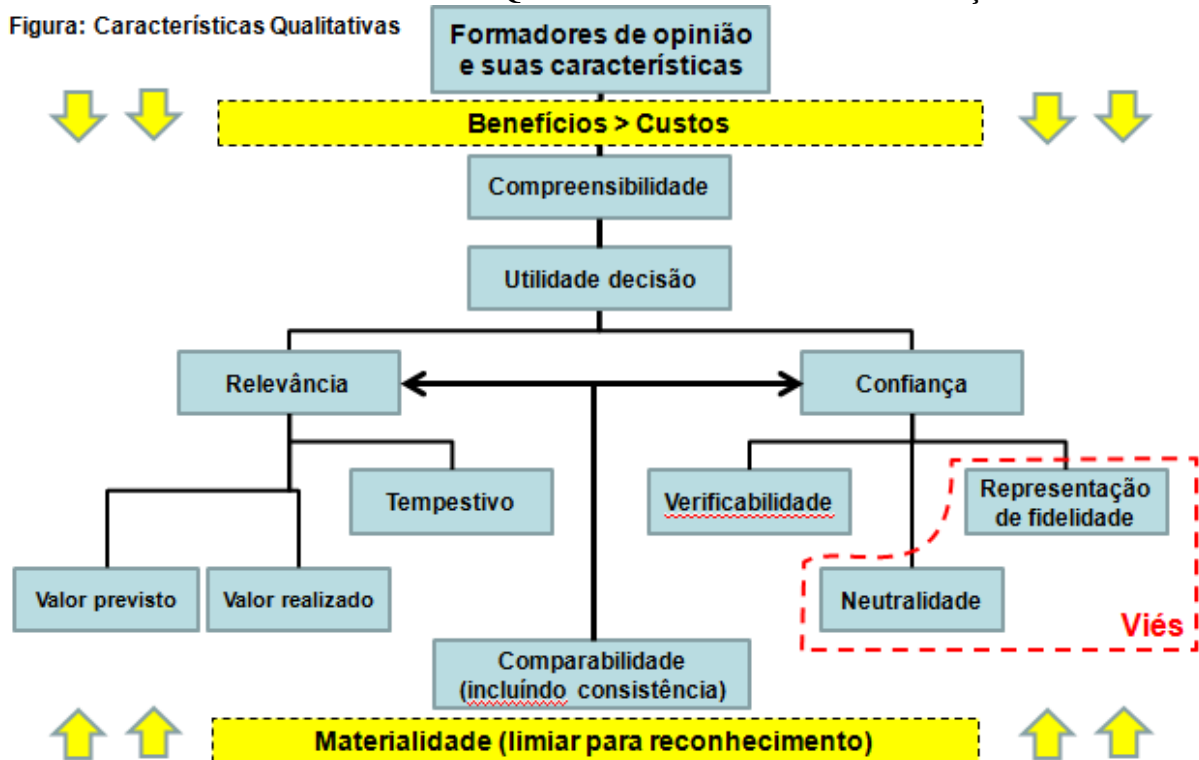 Figura: Características Qualitativas
Formadores de opinião
e suas características
Benefícios > Custos
Compreensibilidade
Utilidade decisão
Relevância
Confiança
Tempestivo
Verificabilidade
Representação
de fidelidade
Valor previsto
Valor realizado
Neutralidade
Viés
Comparabilidade
(incluíndo consistência)
Materialidade (limiar para reconhecimento)